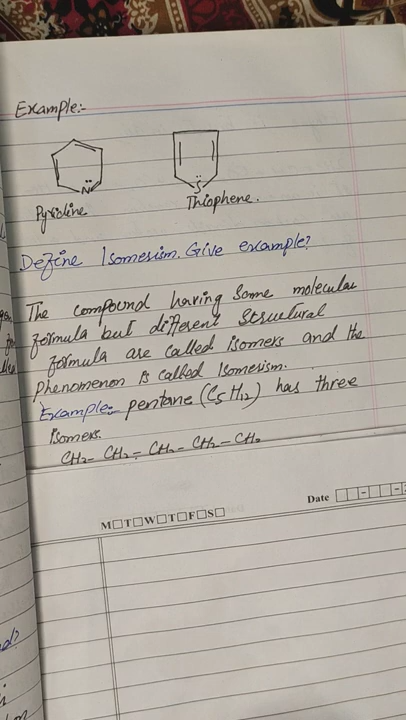 Example:-
N
S
Pyridine
Thiophene.
Define Isomerism. Give example?
The compound having Some molecular
formula but different Structural
formula are called isomers and the
phenomenon is called Isomerism.
Example:- pentane (C5H12) has three
isomers.
CH3- CH2- CH2- CH2- CH3
M□T□W□T□F□S□
Date